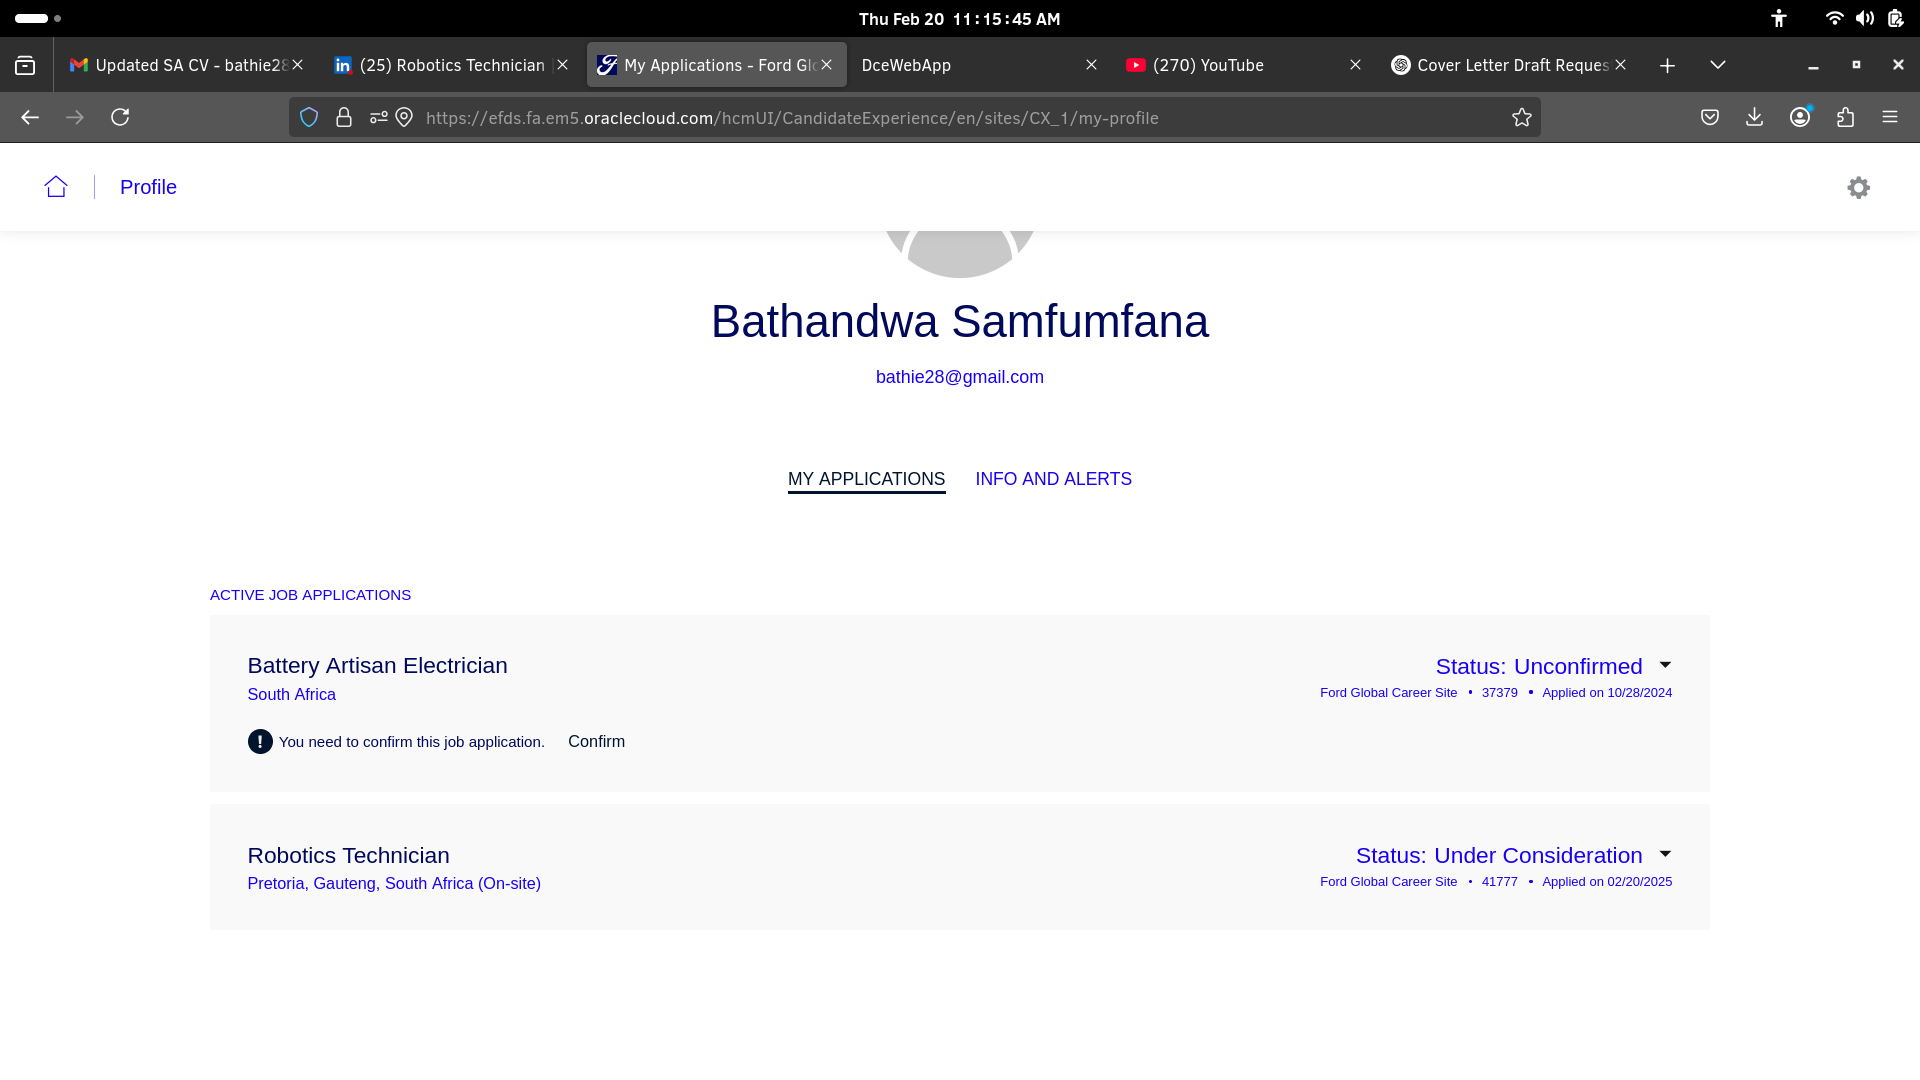 Thu Feb 20 11:15:45 AM
Updated SA CV - bathie28
(25) Robotics Technician
My Applications - Ford Glo
DceWebApp
(270) YouTube
Cover Letter Draft Reques
https://efds.fa.em5.oraclecloud.com/hcmUI/CandidateExperience/en/sites/CX_1/my-profile
Profile
Bathandwa Samfumfana
bathie28@gmail.com
MY APPLICATIONS
INFO AND ALERTS
ACTIVE JOB APPLICATIONS
Battery Artisan Electrician
Status: Unconfirmed
South Africa
Ford Global Career Site • 37379 • Applied on 10/28/2024
You need to confirm this job application. Confirm
Robotics Technician
Status: Under Consideration
Pretoria, Gauteng, South Africa (On-site)
Ford Global Career Site • 41777 • Applied on 02/20/2025